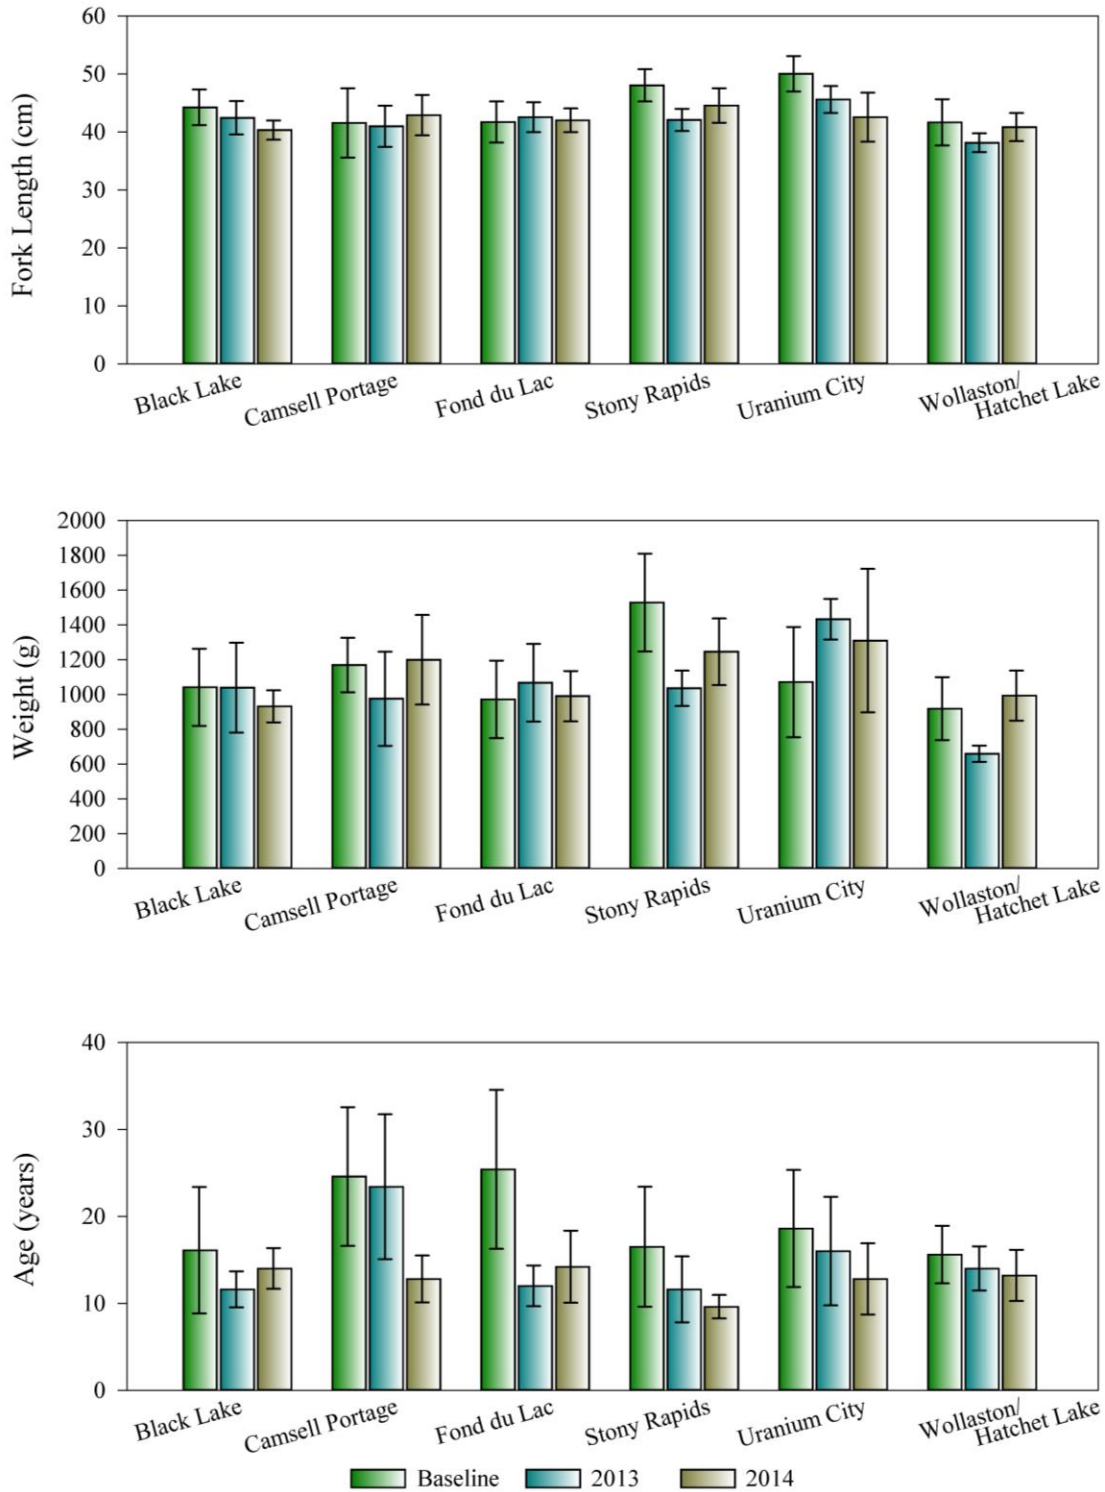 Fork Length (cm)
60
50
40
30
20
10
0
Black Lake
Camsell Portage
Fond du Lac
Stony Rapids
Uranium City
Wollaston/
Hatchet Lake
Weight (g)
2000
1800
1600
1400
1200
1000
800
600
400
200
0
Black Lake
Camsell Portage
Fond du Lac
Stony Rapids
Uranium City
Wollaston/
Hatchet Lake
Age (years)
40
30
20
10
0
Black Lake
Camsell Portage
Fond du Lac
Stony Rapids
Uranium City
Wollaston/
Hatchet Lake
Baseline 2013 2014